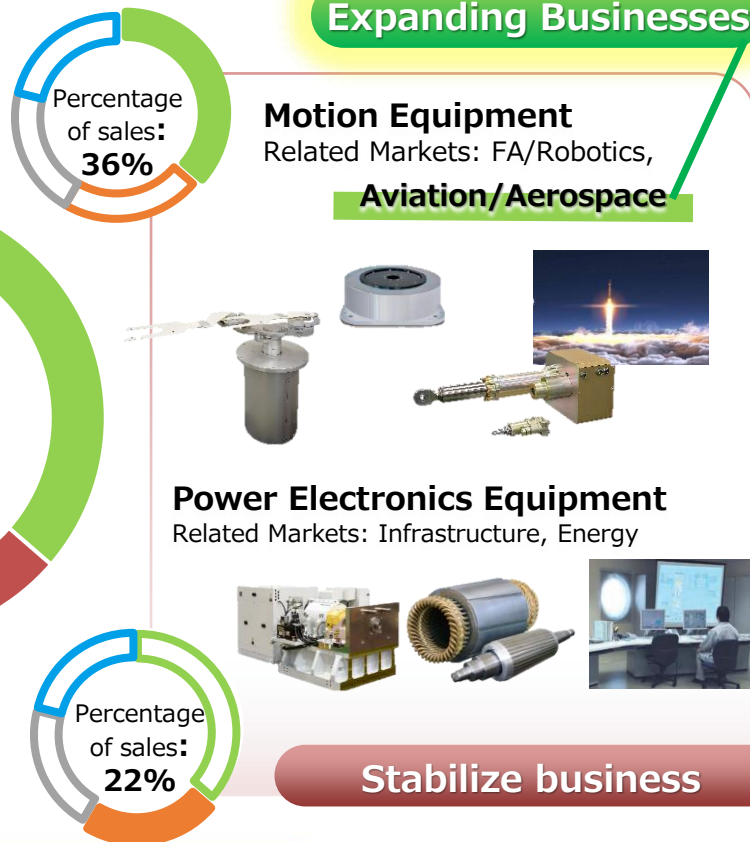 Expanding Businesses
Percentage
of sales:
36%
Motion Equipment
Related Markets: FA/Robotics,
Aviation/Aerospace
Power Electronics Equipment
Related Markets: Infrastructure, Energy
Percentage
of sales:
22%
Stabilize business